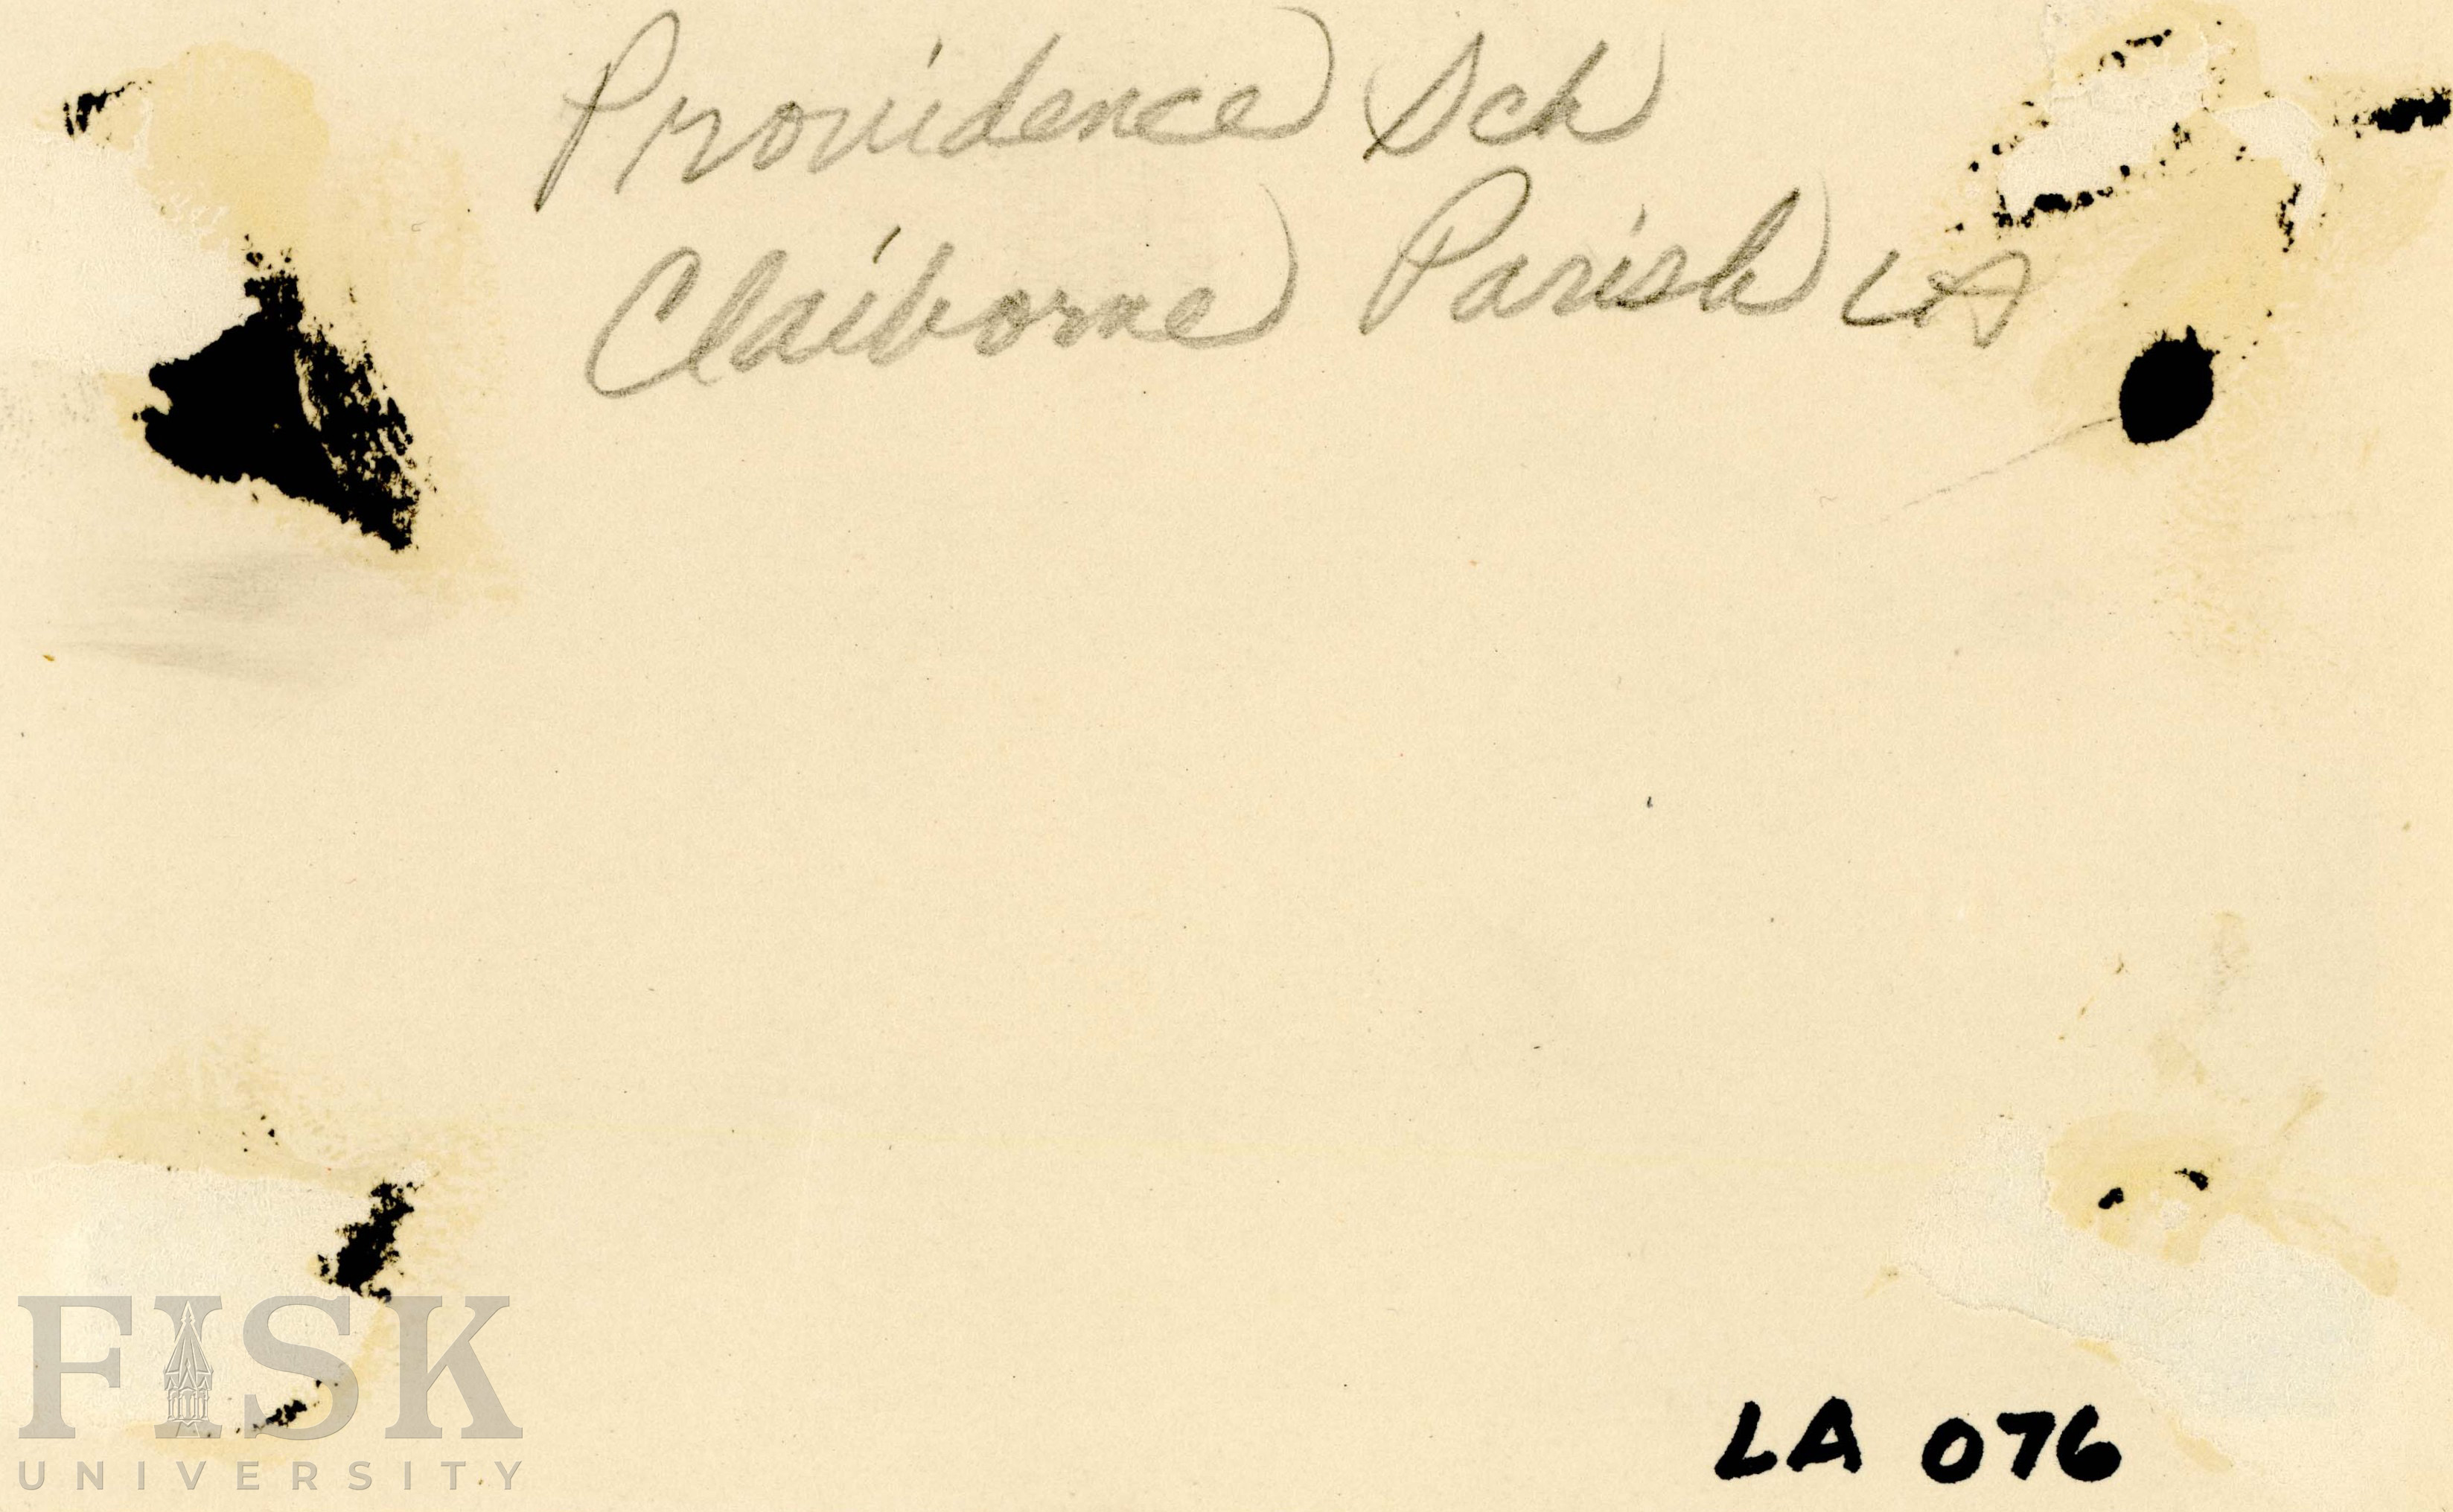 Providence Sch
Claiborne Parish LA
LA 076
FISK
UNIVERSITY